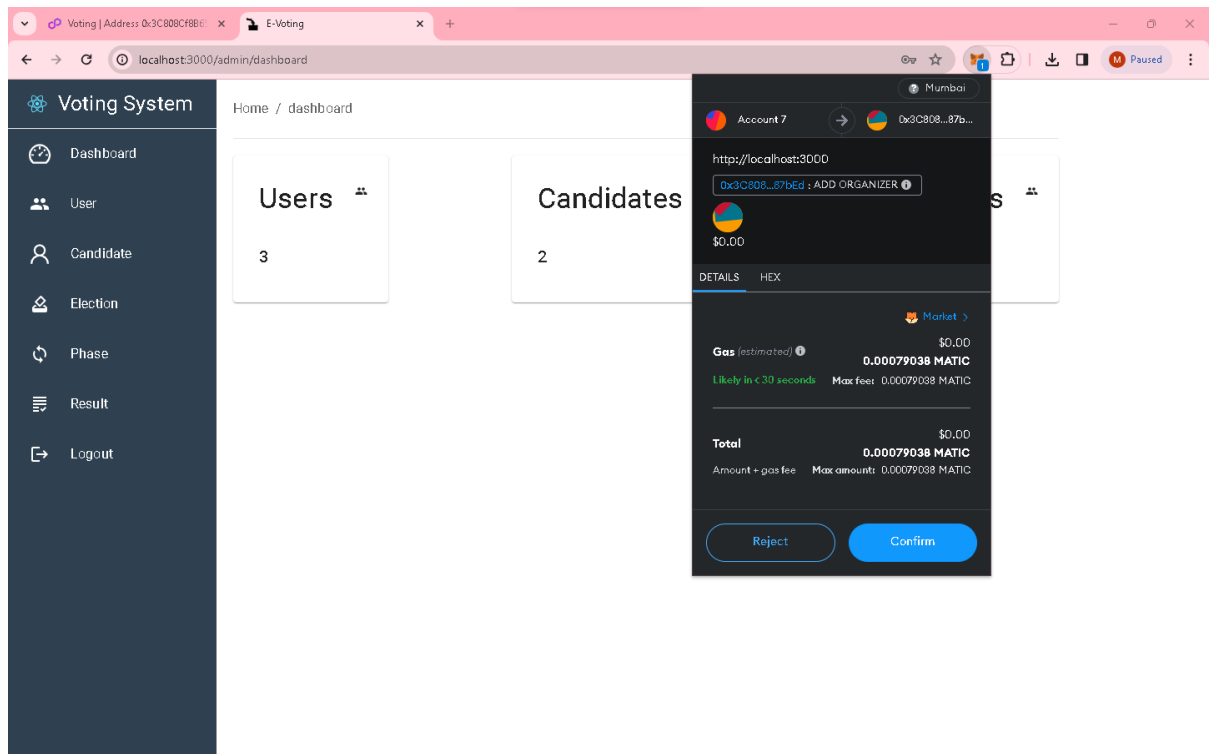 Voting | Address 0x3C808Cf8B6
E-Voting
localhost:3000/admin/dashboard
M Paused
1
Voting System
Dashboard
User
Candidate
Election
Phase
Result
Logout
Home / dashboard
Users
3
Candidates
2
s
Mumbai
Account 7
0x3C808...87b...
http://localhost:3000
0x3C808...87bEd : ADD ORGANIZER
$0.00
DETAILS HEX
Market >
$0.00
Gas (estimated) 0.00079038 MATIC
Likely in < 30 seconds Max fee: 0.00079038 MATIC
$0.00
Total 0.00079038 MATIC
Amount + gas fee Max amount: 0.00079038 MATIC
Reject Confirm